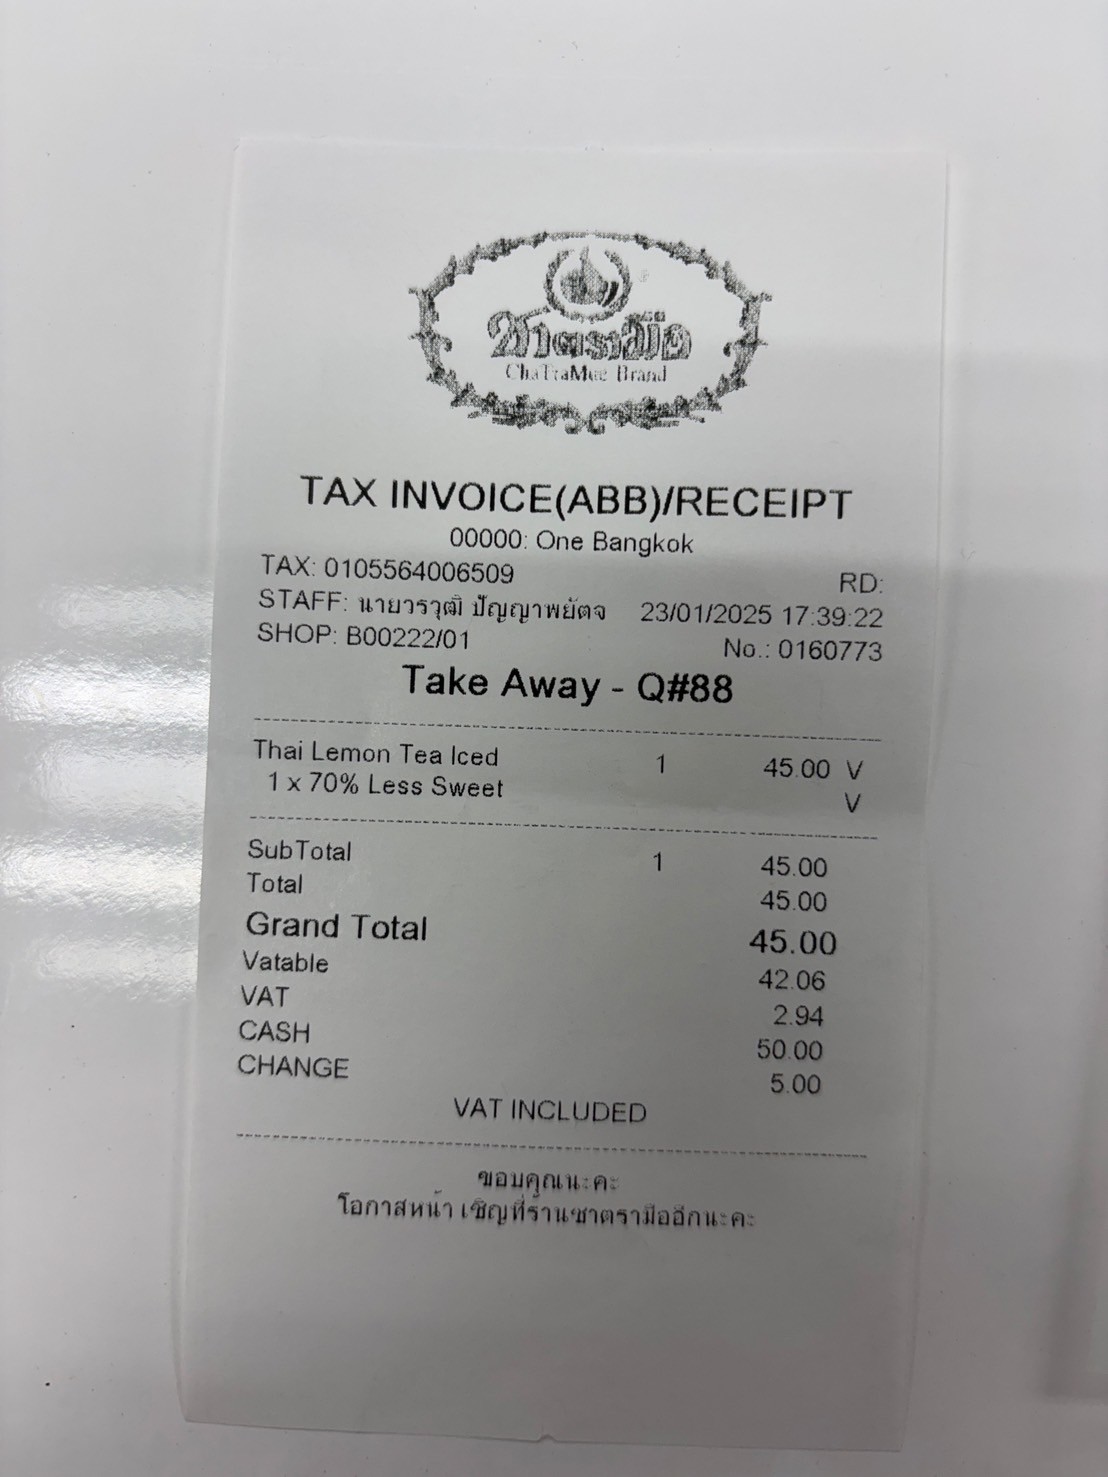 ชาตรามือ
ChaTraMue Brand
TAX INVOICE(ABB)/RECEIPT
00000: One Bangkok
TAX: 0105564006509 RD:
STAFF: นายวรวุฒิ ปัญญาพยัตจ 23/01/2025 17:39:22
SHOP: B00222/01 No.: 0160773
Take Away - Q#88
Thai Lemon Tea Iced 1 45.00 V
1 x 70% Less Sweet V
SubTotal 1 45.00
Total 45.00
Grand Total 45.00
Vatable 42.06
VAT 2.94
CASH 50.00
CHANGE 5.00
VAT INCLUDED
ขอบคุณนะคะ
โอกาสหน้า เชิญที่ร้านชาตรามืออีกนะคะ